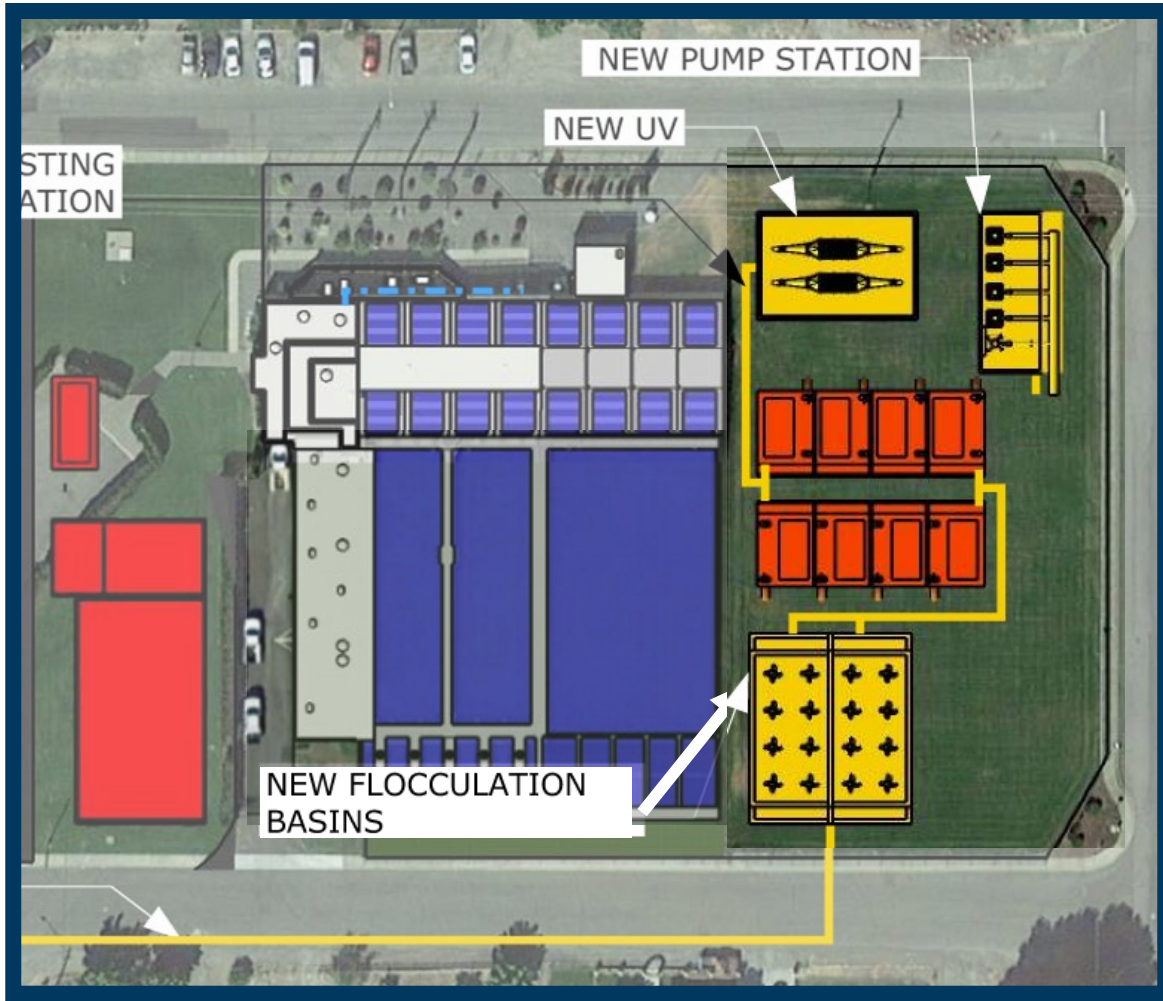 NEW PUMP STATION
NEW UV
STING
ATION
NEW FLOCCULATION
BASINS